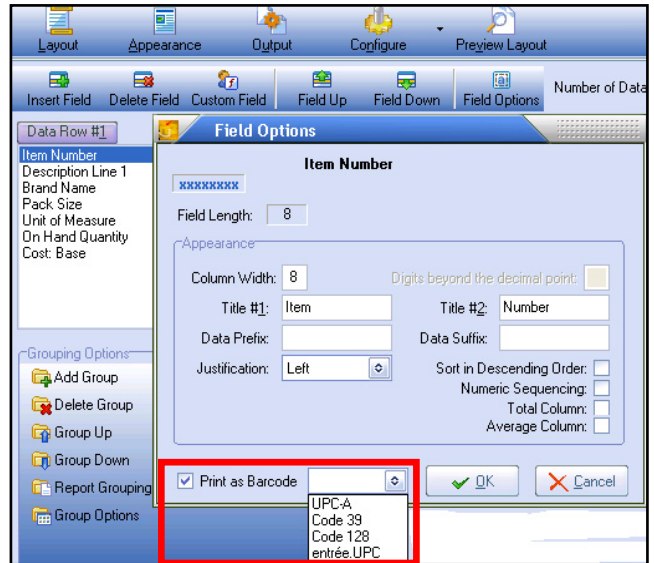 Layout Appearance Output Configure Preview Layout
Insert Field Delete Field Custom Field Field Up Field Down Field Options Number of Data
Data Row #1
Item Number
Description Line 1
Brand Name
Pack Size
Unit of Measure
On Hand Quantity
Cost: Base
Grouping Options
Add Group
Delete Group
Group Up
Group Down
Report Grouping
Group Options
Field Options
Item Number
xxxxxxxx
Field Length: 8
Appearance
Column Width: 8 Digits beyond the decimal point:
Title #1: Item Title #2: Number
Data Prefix: Data Suffix:
Justification: Left Sort in Descending Order:
Numeric Sequencing:
Total Column:
Average Column:
Print as Barcode OK Cancel
UPC-A
Code 39
Code 128
entrée.UPC